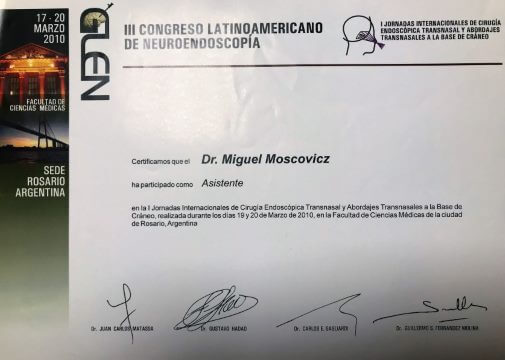 17 - 20
MARZO
2010
FACULTAD DE
CIENCIAS MÉDICAS
SEDE
ROSARIO
ARGENTINA
GLEN
III CONGRESO LATINOAMERICANO
DE NEUROENDOSCOPÍA
I JORNADAS INTERNACIONALES DE CIRUGÍA
ENDOSCÓPICA TRANSNASAL Y ABORDAJES
TRANSNASALES A LA BASE DE CRÁNEO
Certificamos que el Dr. Miguel Moscovicz
ha participado como Asistente
en la I Jornadas Internacionales de Cirugía Endoscópica Transnasal y Abordajes Transnasales a la Base de
Cráneo, realizada durante los días 19 y 20 de Marzo de 2010, en la Facultad de Ciencias Médicas de la ciudad
de Rosario, Argentina
Dr. JUAN CARLOS MATASSA
Dr. GUSTAVO HADAD
Dr. CARLOS E. GAGLIARDI
Dr. GUILLERMO G. FERNANDEZ MOLINA